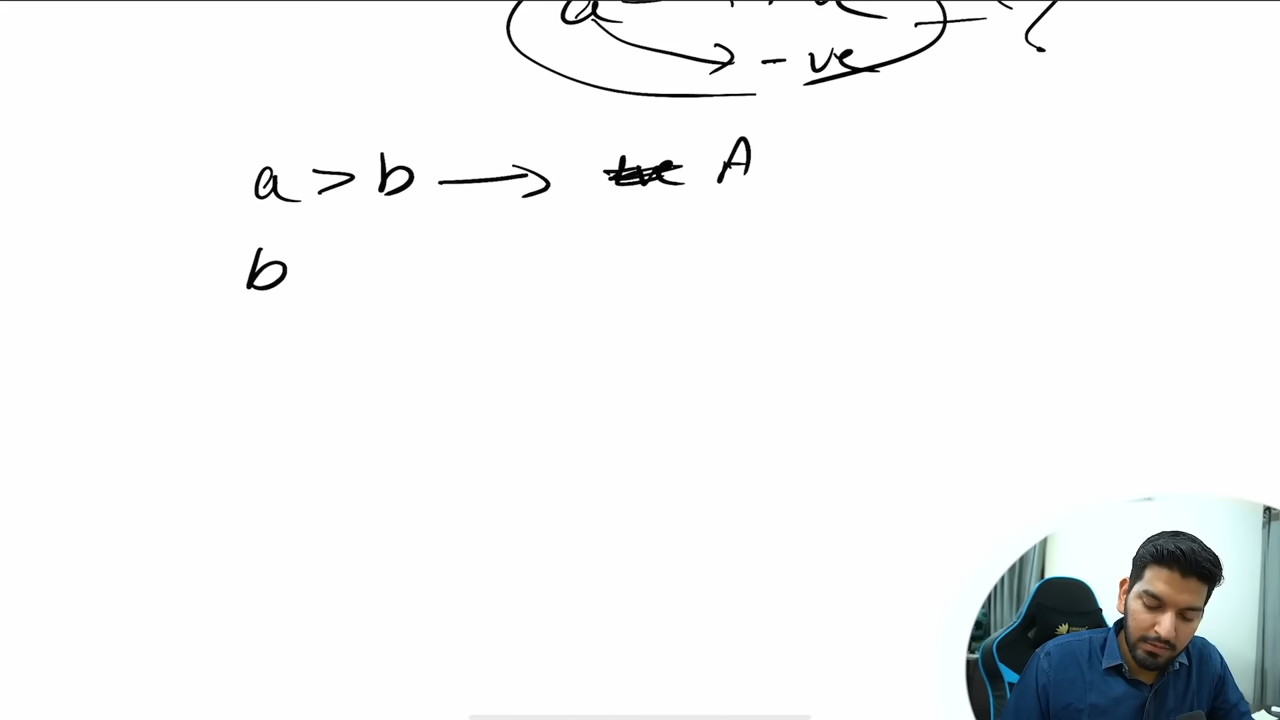 a
→ - ve
a > b → A
b